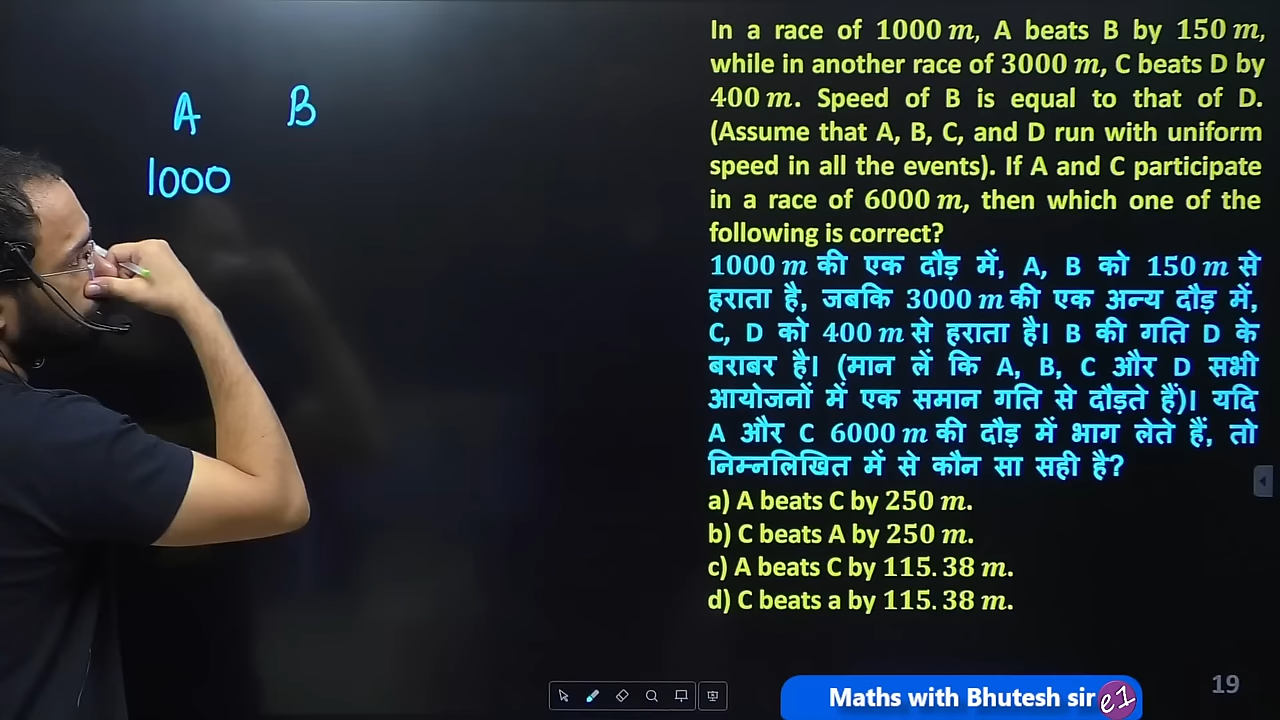 A B
1000
In a race of 1000 m, A beats B by 150 m,
while in another race of 3000 m, C beats D by
400 m. Speed of B is equal to that of D.
(Assume that A, B, C, and D run with uniform
speed in all the events). If A and C participate
in a race of 6000 m, then which one of the
following is correct?
1000 m की एक दौड़ में, A, B को 150 m से
हराता है, जबकि 3000 m की एक अन्य दौड़ में,
C, D को 400 m से हराता है। B की गति D के
बराबर है। (मान लें कि A, B, C और D सभी
आयोजनों में एक समान गति से दौड़ते हैं)। यदि
A और C 6000 m की दौड़ में भाग लेते हैं, तो
निम्नलिखित में से कौन सा सही है?
a) A beats C by 250 m.
b) C beats A by 250 m.
c) A beats C by 115.38 m.
d) C beats a by 115.38 m.
Maths with Bhutesh sir e1
19